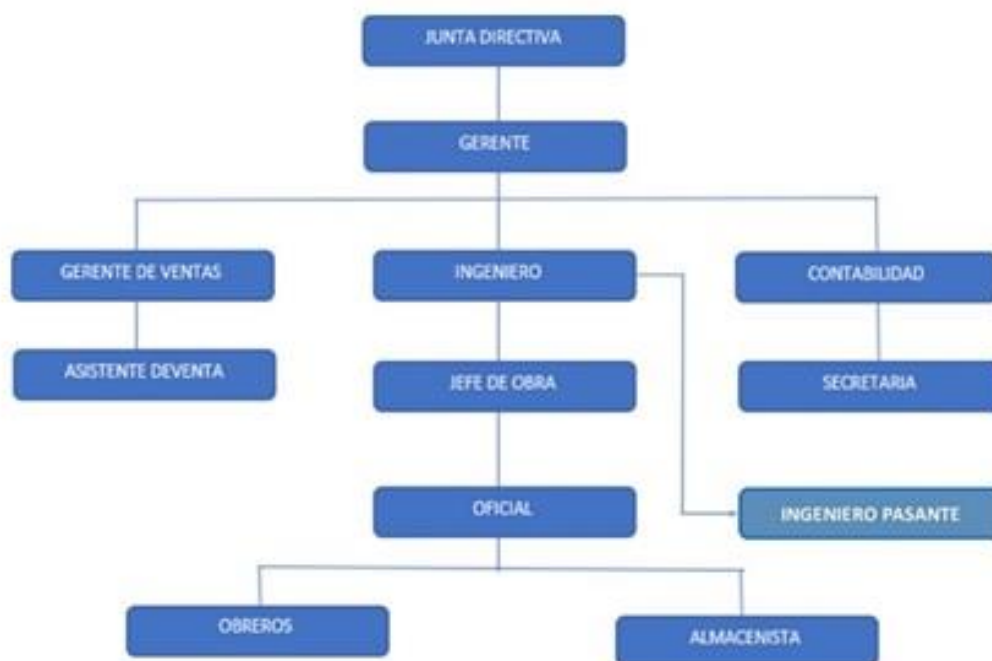 JUNTA DIRECTIVA
GERENTE
GERENTE DE VENTAS
INGENIERO
CONTABILIDAD
ASISTENTE DEVENTA
JEFE DE OBRA
SECRETARIA
OFICIAL
INGENIERO PASANTE
OBREROS
ALMACENISTA